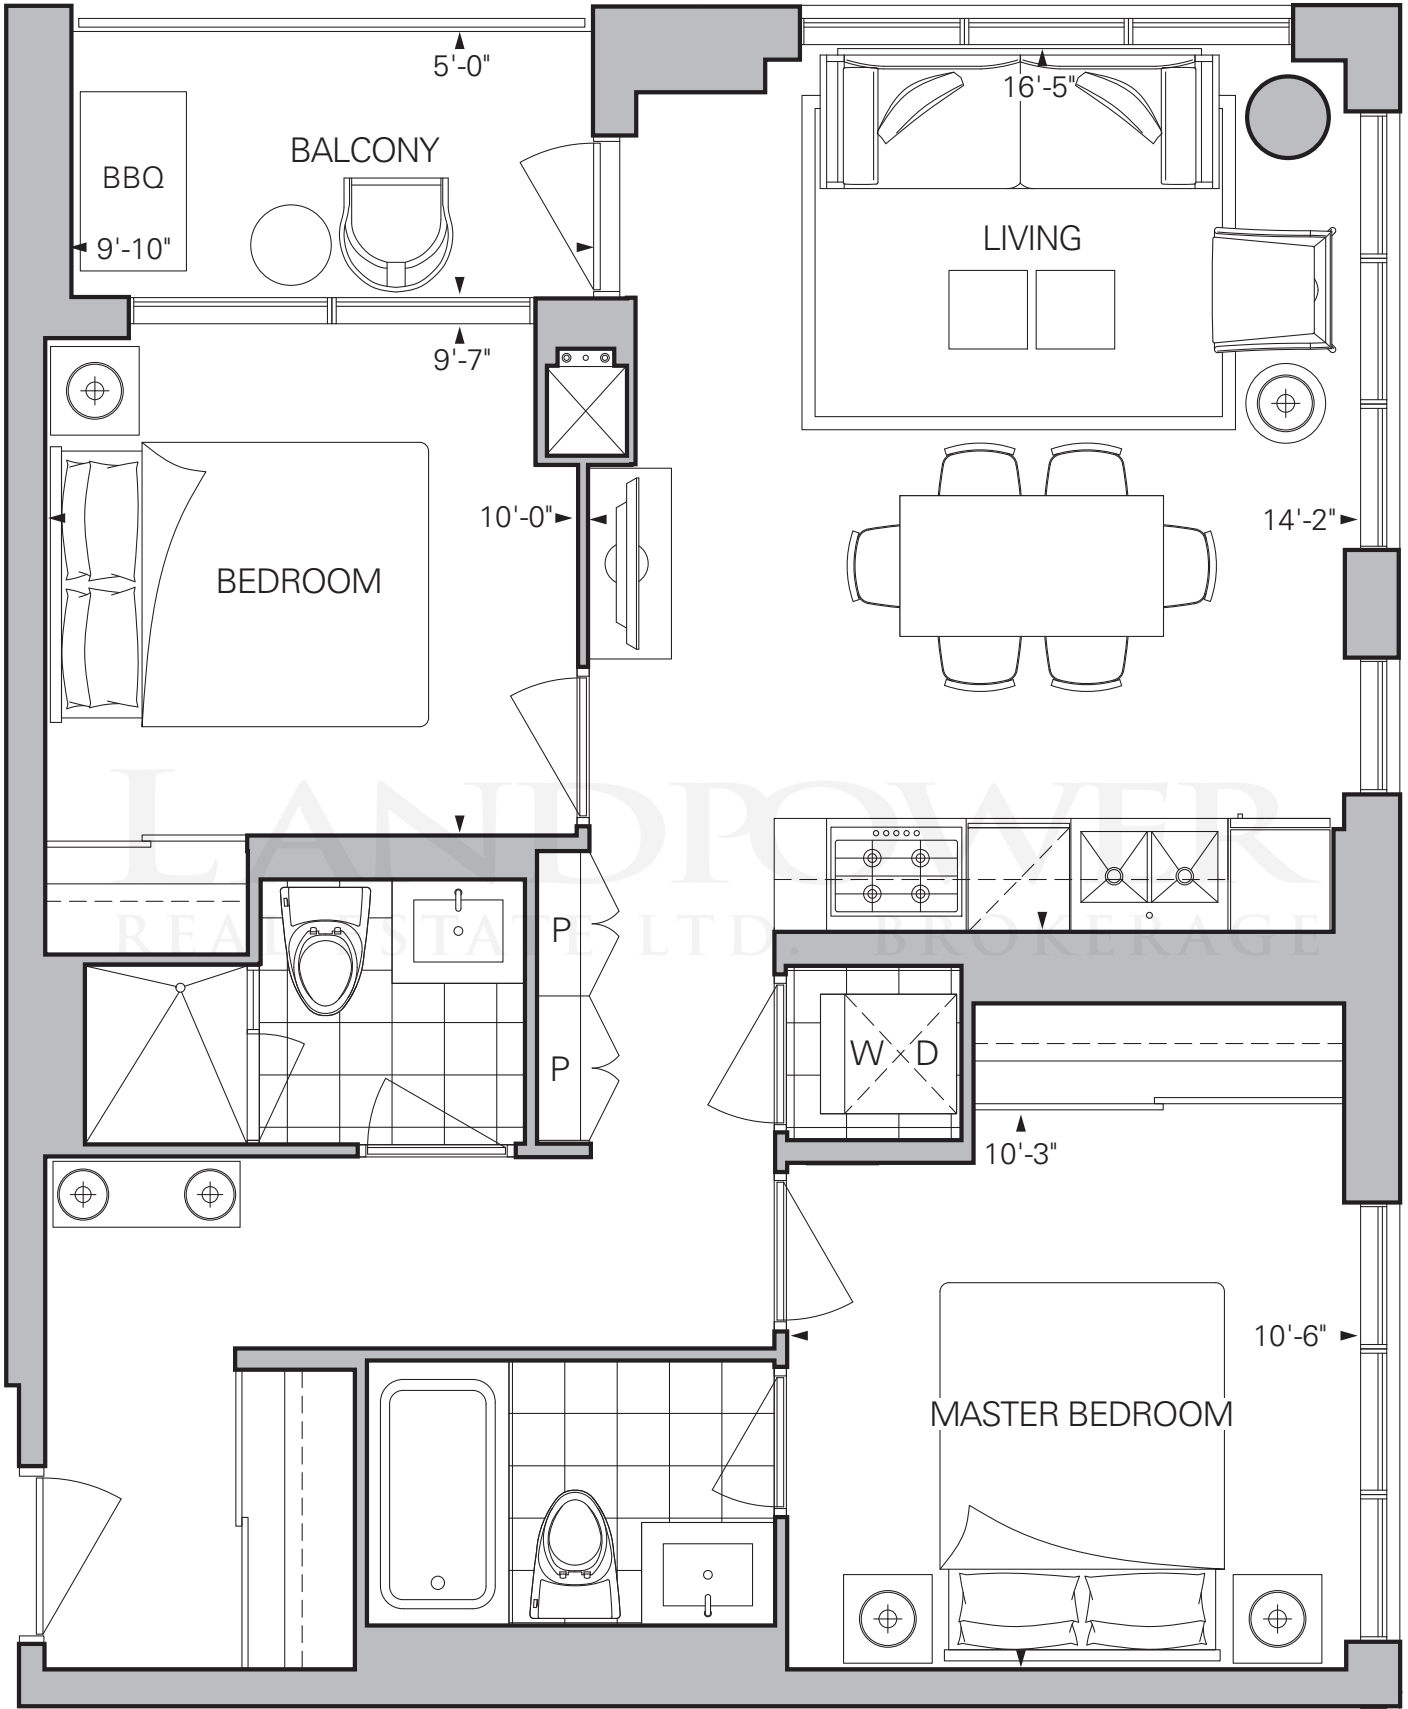 5'-0"
BALCONY
BBQ
9'-10"
16'-5"
LIVING
9'-7"
10'-0"
14'-2"
BEDROOM
LANDPOWER
REAL ESTATE LTD. BROKERAGE
P
P
W D
10'-3"
10'-6"
MASTER BEDROOM